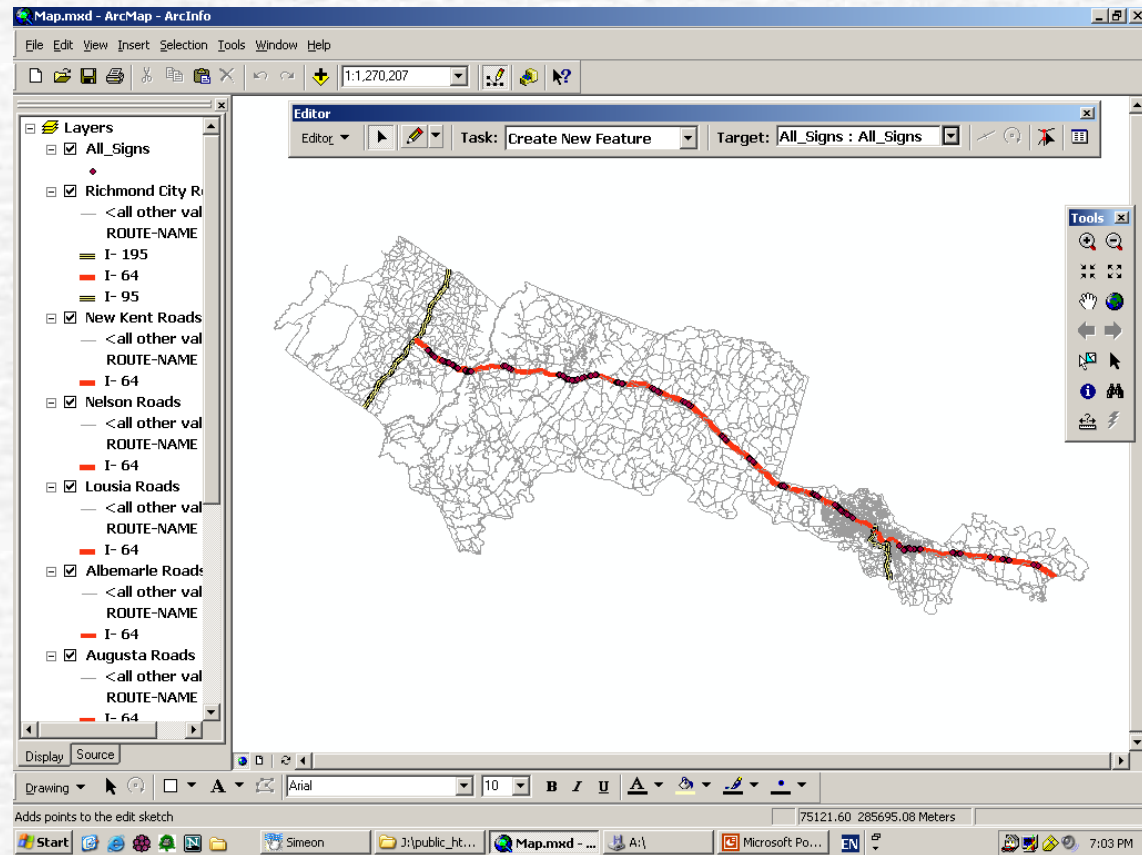 Map.mxd - ArcMap - ArcInfo
File Edit View Insert Selection Tools Window Help
1:1,270,207
Editor
Editor Task: Create New Feature Target: All_Signs : All_Signs
Layers
All_Signs
Richmond City R
<all other val
ROUTE-NAME
I- 195
I- 64
I- 95
New Kent Roads
<all other val
ROUTE-NAME
I- 64
Nelson Roads
<all other val
ROUTE-NAME
I- 64
Lousia Roads
<all other val
ROUTE-NAME
I- 64
Albemarle Roads
<all other val
ROUTE-NAME
I- 64
Augusta Roads
<all other val
ROUTE-NAME
I- 64
Tools
Display Source
Drawing A Arial 10 B I U A
Adds points to the edit sketch
75121.60 285695.08 Meters
Start Simeon J:\public_ht... Map.mxd - ... A:\ Microsoft Po... EN 7:03 PM